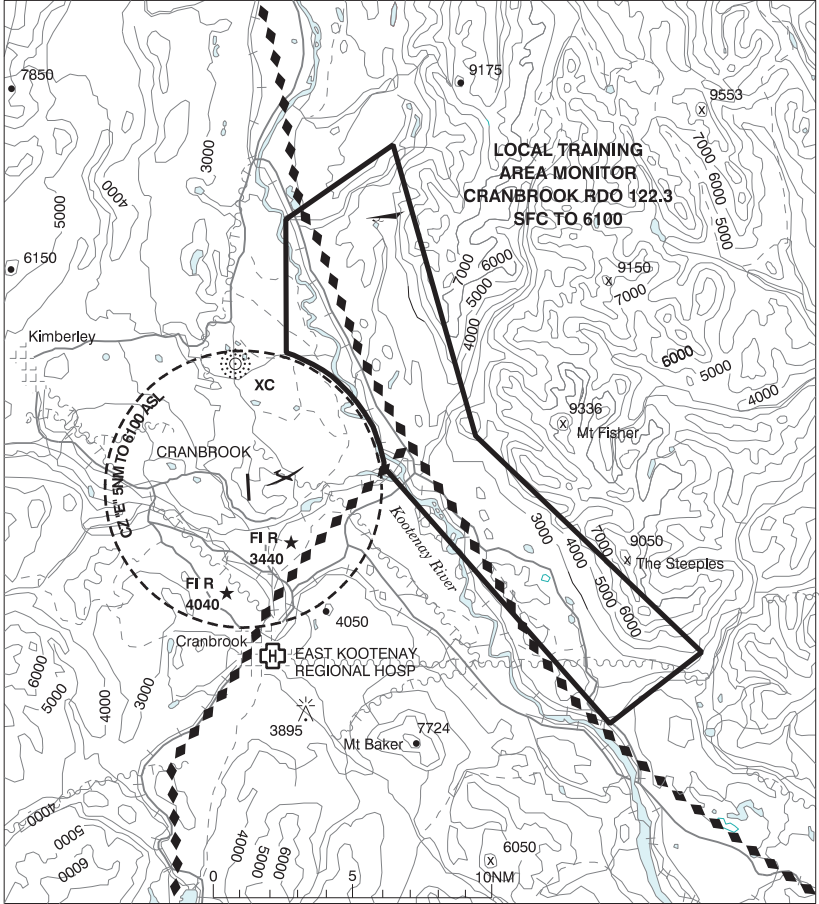 7850
9175
9553
7000
6000
5000
LOCAL TRAINING
AREA MONITOR
CRANBROOK RDO 122.3
SFC TO 6100
3000
4000
5000
6150
7000
6000
5000
4000
9150
7000
Kimberley
6000
5000
4000
XC
9336
Mt Fisher
CZ "E" 5NM TO 6100 ASL
CRANBROOK
Kootenay River
3000
4000
5000
6000
7000
9050
The Steeples
FI R
3440
FI R
4040
4050
Cranbrook
H
EAST KOOTENAY
REGIONAL HOSP
6000
5000
4000
3000
3895
7724
Mt Baker
4000
5000
6000
4000
5000
6000
6050
0
5
10NM